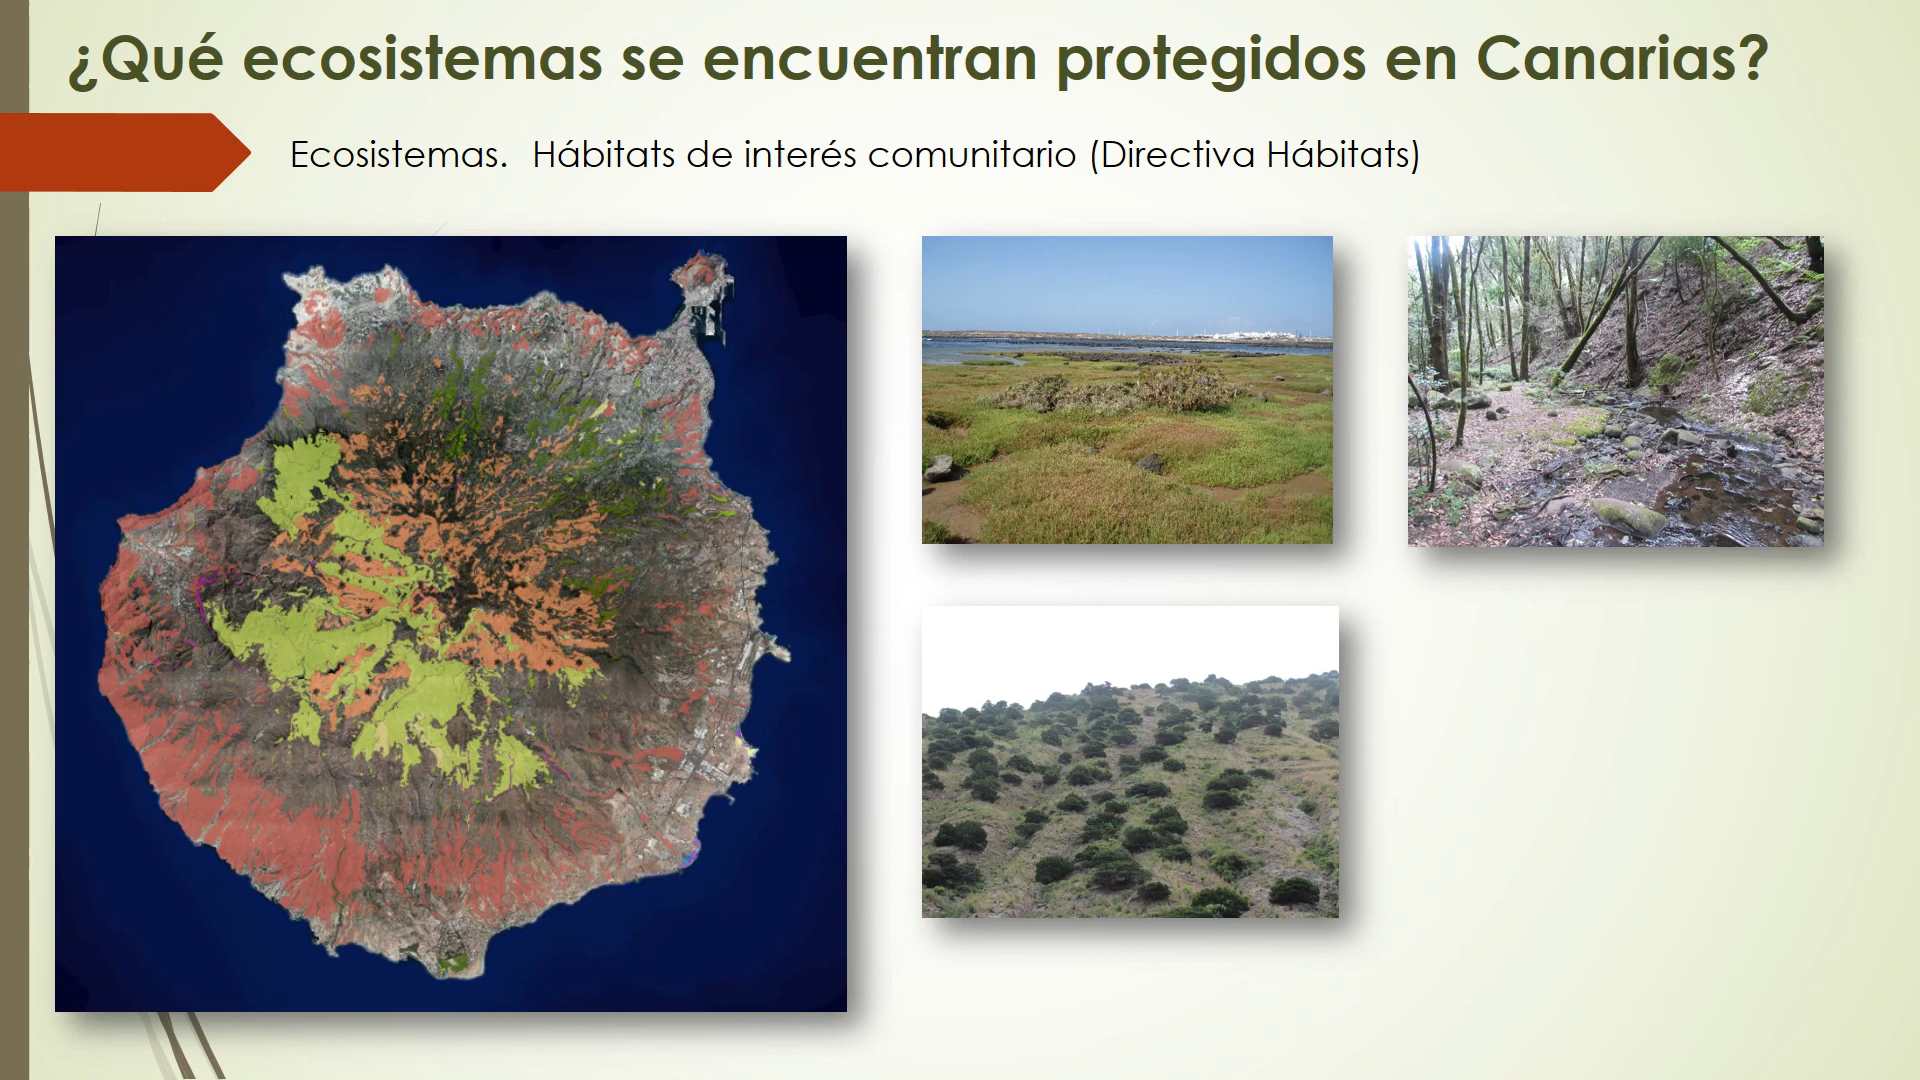 ¿Qué ecosistemas se encuentran protegidos en Canarias?
Ecosistemas. Hábitats de interés comunitario (Directiva Hábitats)